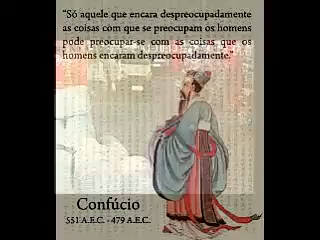 “Só aquele que encara despreocupadamente
as coisas com que se preocupam os homens
pode preocupar-se com as coisas que os
homens encaram despreocupadamente.”
Confúcio
551 A.E.C. - 479 A.E.C.